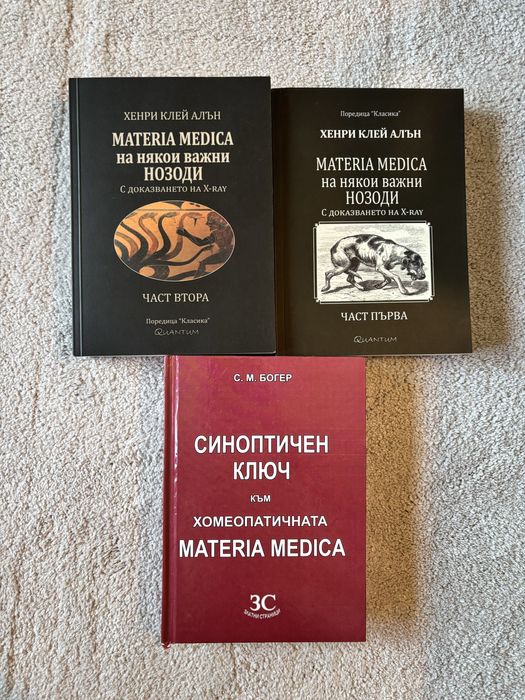 ХЕНРИ КЛЕЙ АЛЪН
MATERIA MEDICA
на някои важни
НОЗОДИ
С ДОКАЗВАНЕТО НА X-RAY
ЧАСТ ВТОРА
Поредица "Класика"
QUANTUM
Поредица "Класика"
ХЕНРИ КЛЕЙ АЛЪН
MATERIA MEDICA
на някои важни
НОЗОДИ
С ДОКАЗВАНЕТО НА X-RAY
ЧАСТ ПЪРВА
QUANTUM
С. М. БОГЕР
СИНОПТИЧЕН
КЛЮЧ
КЪМ
ХОМЕОПАТИЧНАТА
MATERIA MEDICA
ЗС
ЗЛАТНИ СТРАНИЦИ